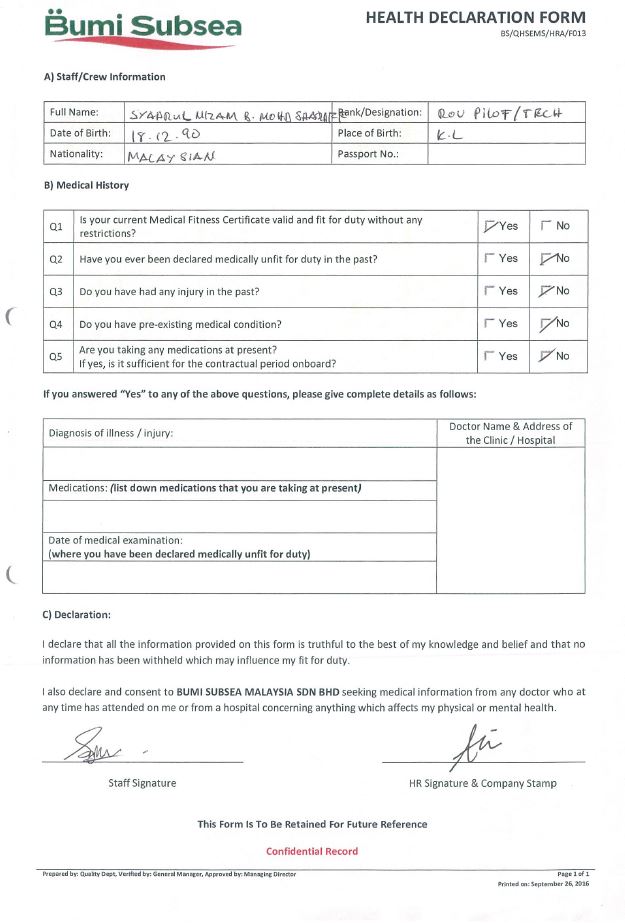 Bumi Subsea
HEALTH DECLARATION FORM
BS/QHSEMS/HRA/F013
A) Staff/Crew Information
Full Name: SYAARUL NIZAM B. MOHD Rank/Designation: ROV PILOT/TECH
Date of Birth: 18.12.90 Place of Birth: K.L
Nationality: MALAYSIAN Passport No.:
B) Medical History
Q1 Is your current Medical Fitness Certificate valid and fit for duty without any Yes No
restrictions?
Q2 Have you ever been declared medically unfit for duty in the past? Yes No
Q3 Do you have had any injury in the past? Yes No
Q4 Do you have pre-existing medical condition? Yes No
Q5 Are you taking any medications at present? Yes No
If yes, is it sufficient for the contractual period onboard?
If you answered "Yes" to any of the above questions, please give complete details as follows:
Diagnosis of illness / injury: Doctor Name & Address of
the Clinic / Hospital
Medications: (list down medications that you are taking at present)
Date of medical examination:
(where you have been declared medically unfit for duty)
C) Declaration:
I declare that all the information provided on this form is truthful to the best of my knowledge and belief and that no
information has been withheld which may influence my fit for duty.
I also declare and consent to BUMI SUBSEA MALAYSIA SDN BHD seeking medical information from any doctor who at
any time has attended on me or from a hospital concerning anything which affects my physical or mental health.
Staff Signature HR Signature & Company Stamp
This Form Is To Be Retained For Future Reference
Confidential Record
Prepared by: Quality Dept, Verified by: General Manager, Approved by: Managing Director Page 1 of 1
Printed on: September 26, 2016